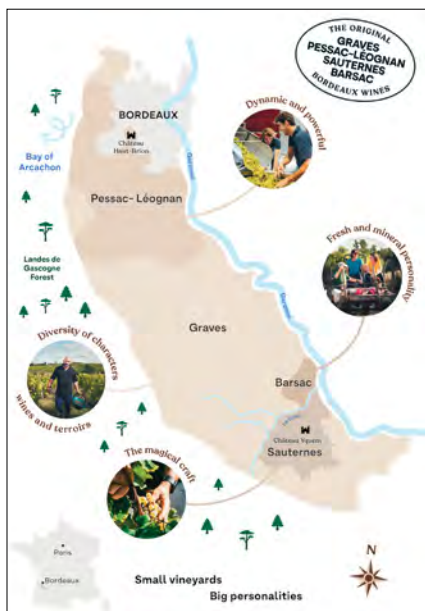 THE ORIGINAL
GRAVES
PESSAC-LÉOGNAN
SAUTERNES
BARSAC
BORDEAUX WINES
BORDEAUX
Château
Haut-Brion
Dynamic and powerful
Garonne
Bay of
Arcachon
Pessac-Léognan
Landes de
Gascogne
Forest
Fresh and mineral personality
Graves
Diversity of characters
wines and terroirs
Barsac
Château Yquem
Sauternes
The magical craft
Paris
Bordeaux
Small vineyards
Big personalities
N